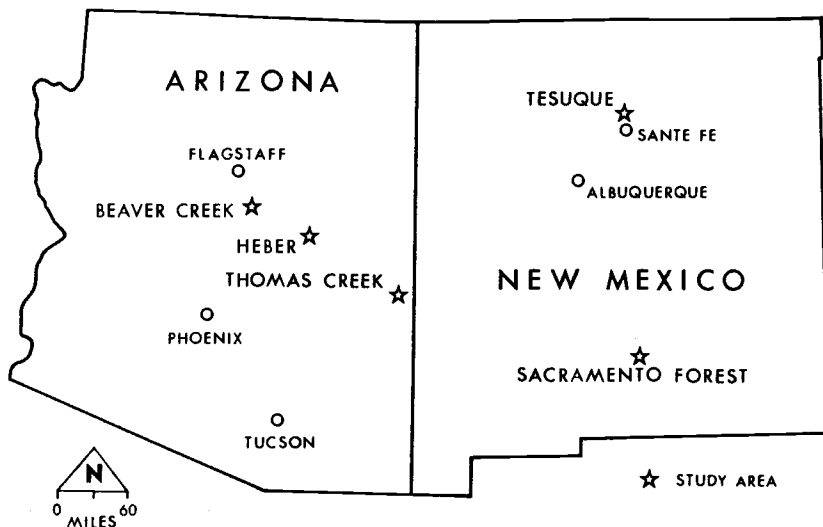 ARIZONA
TESUQUE
SANTE FE
FLAGSTAFF
ALBUQUERQUE
BEAVER CREEK
HEBER
THOMAS CREEK
NEW MEXICO
PHOENIX
SACRAMENTO FOREST
TUCSON
N
0 60
MILES
STUDY AREA